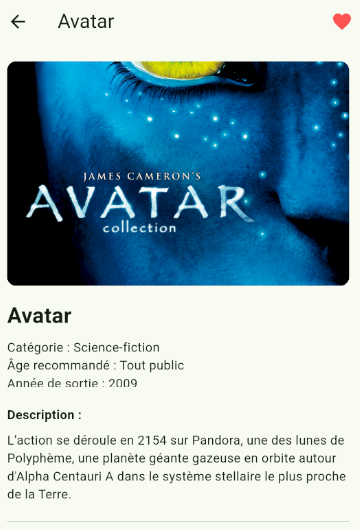 Avatar
JAMES CAMERON'S
AVATAR
collection
Avatar
Catégorie : Science-fiction
Âge recommandé : Tout public
Année de sortie : 2009
Description :
L'action se déroule en 2154 sur Pandora, une des lunes de
Polyphème, une planète géante gazeuse en orbite autour
d'Alpha Centauri A dans le système stellaire le plus proche
de la Terre.